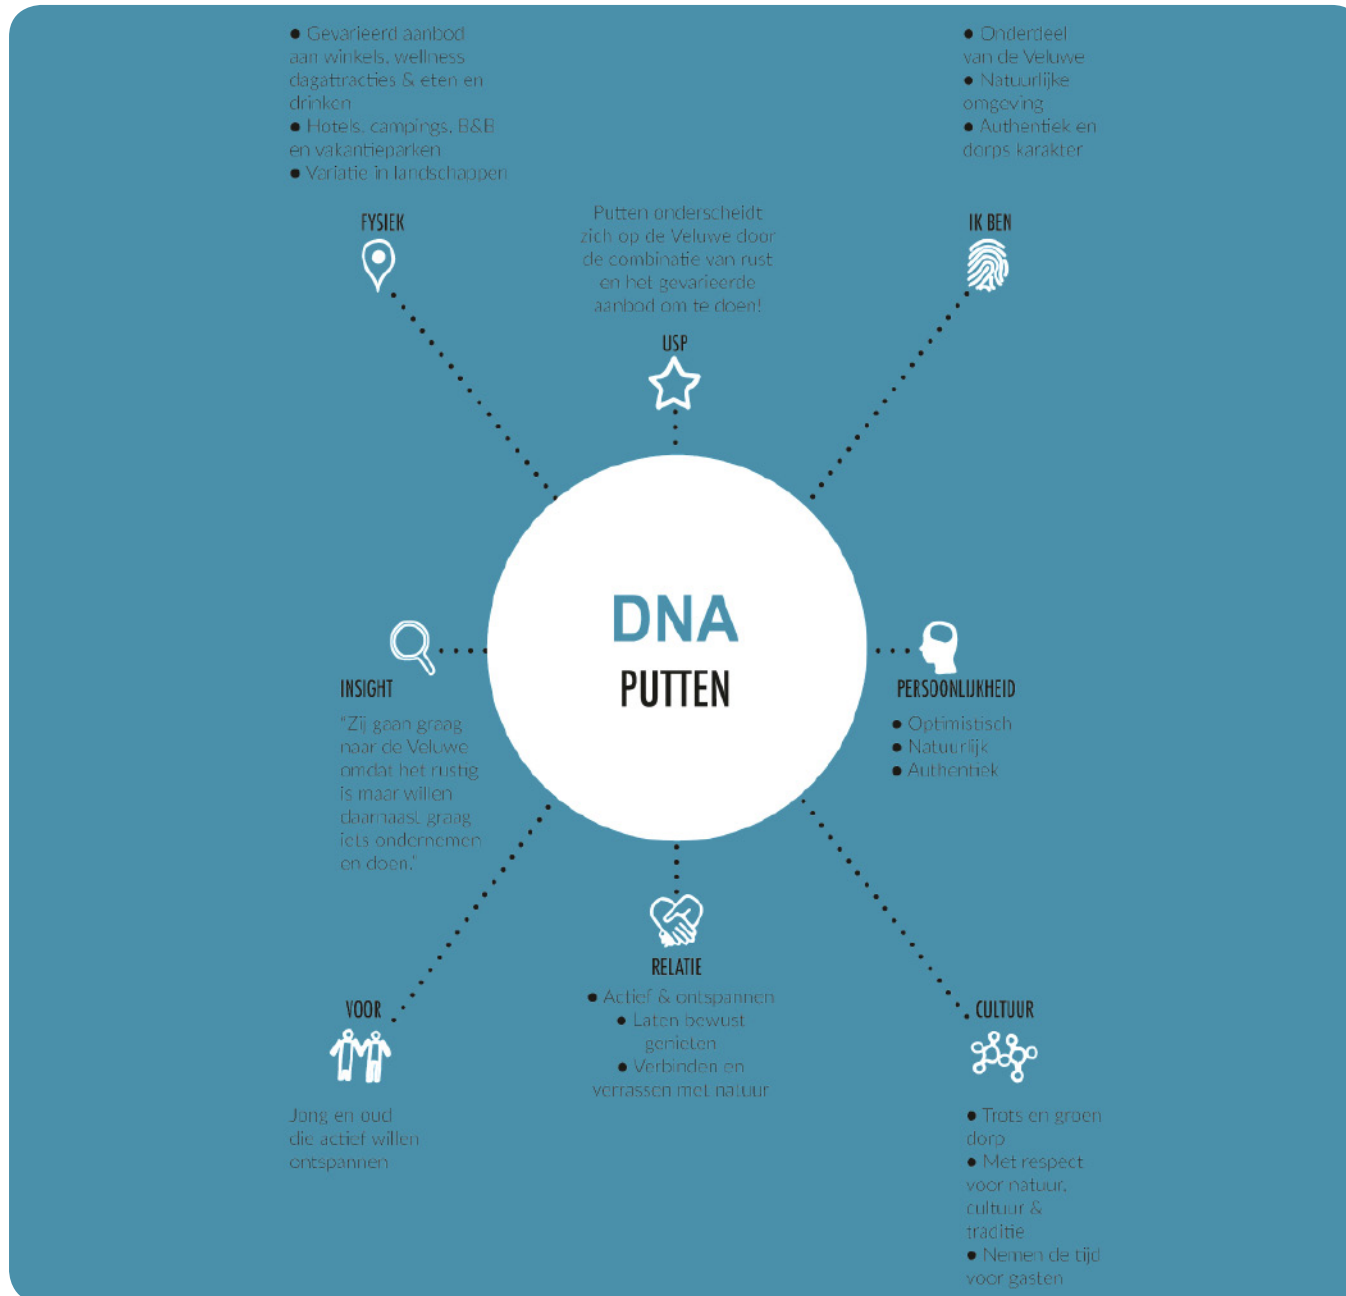 ● Gevarieerd aanbod
aan winkels, wellness
dagattracties & eten en
drinken
● Hotels, campings, B&B
en vakantieparken
● Variatie in landschappen
FYSIEK
● Onderdeel
van de Veluwe
● Natuurlijke
omgeving
● Authentiek en
dorps karakter
IK BEN
Putten onderscheidt
zich op de Veluwe door
de combinatie van rust
en het gevarieerde
aanbod om te doen!
USP
DNA
PUTTEN
INSIGHT
"Zij gaan graag
naar de Veluwe
omdat het rustig
is maar willen
daarnaast graag
iets ondernemen
en doen."
PERSOONLIJKHEID
● Optimistisch
● Natuurlijk
● Authentiek
VOOR
Jong en oud
die actief willen
ontspannen
RELATIE
● Actief & ontspannen
● Laten bewust
genieten
● Verbinden en
verrassen met natuur
CULTUUR
● Trots en groen
dorp
● Met respect
voor natuur,
cultuur &
traditie
● Nemen de tijd
voor gasten